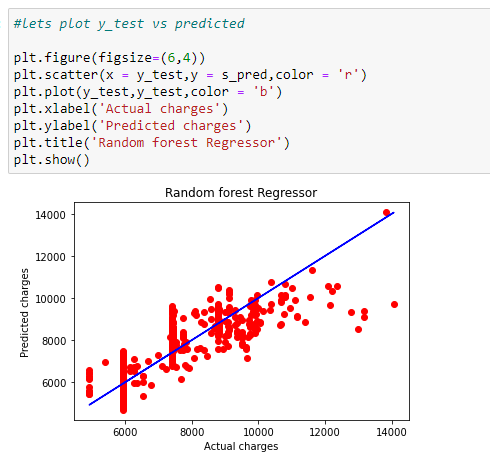 #lets plot y_test vs predicted
plt.figure(figsize=(6,4))
plt.scatter(x = y_test,y = s_pred,color = 'r')
plt.plot(y_test,y_test,color = 'b')
plt.xlabel('Actual charges')
plt.ylabel('Predicted charges')
plt.title('Random forest Regressor')
plt.show()
Random forest Regressor
14000
12000
10000
8000
6000
Predicted charges
6000 8000 10000 12000 14000
Actual charges